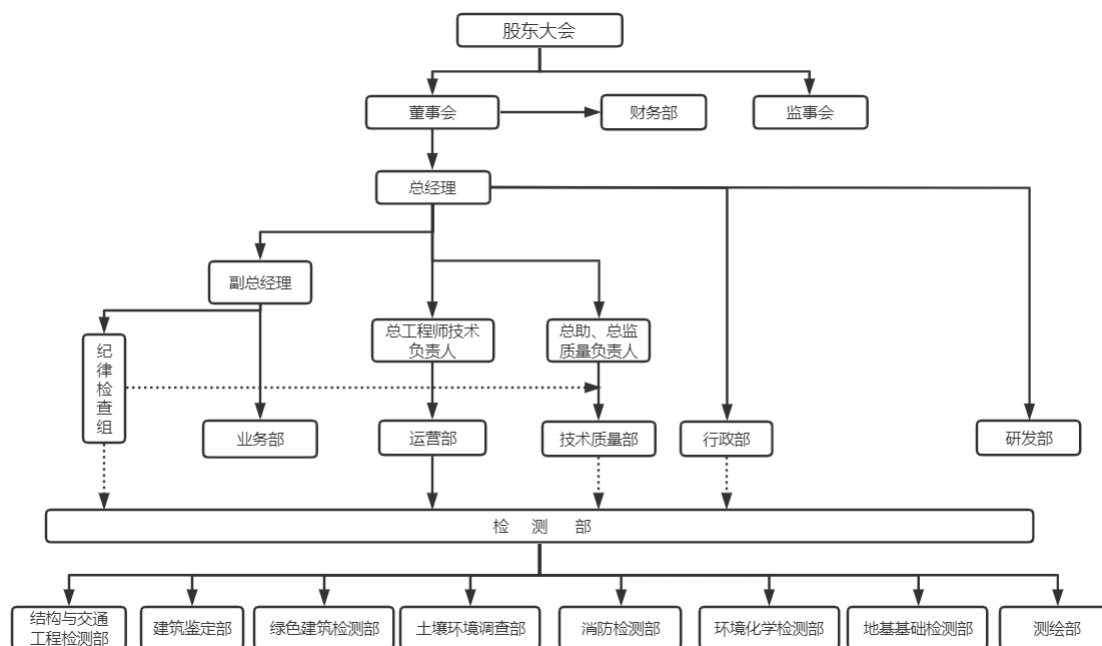 股东大会
董事会
财务部
监事会
总经理
副总经理
总工程师技术
负责人
总助、总监
质量负责人
纪
律
检
查
组
业务部
运营部
技术质量部
行政部
研发部
检 测 部
结构与交通
工程检测部
建筑鉴定部
绿色建筑检测部
土壤环境调查部
消防检测部
环境化学检测部
地基基础检测部
测绘部